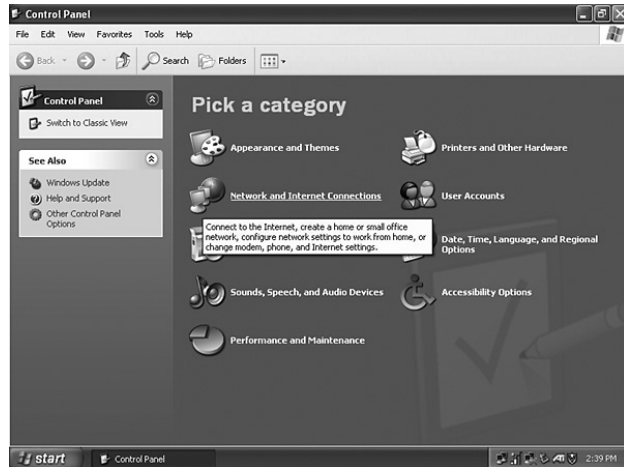 Control Panel
File Edit View Favorites Tools Help
Back Search Folders
Control Panel
Switch to Classic View
See Also
Windows Update
Help and Support
Other Control Panel
Options
Pick a category
Appearance and Themes
Printers and Other Hardware
Network and Internet Connections
User Accounts
Connect to the Internet, create a home or small office
network, configure network settings to work from home, or
change modem, phone, and Internet settings.
Date, Time, Language, and Regional
Options
Sounds, Speech, and Audio Devices
Accessibility Options
Performance and Maintenance
start Control Panel ATI 2:39 PM